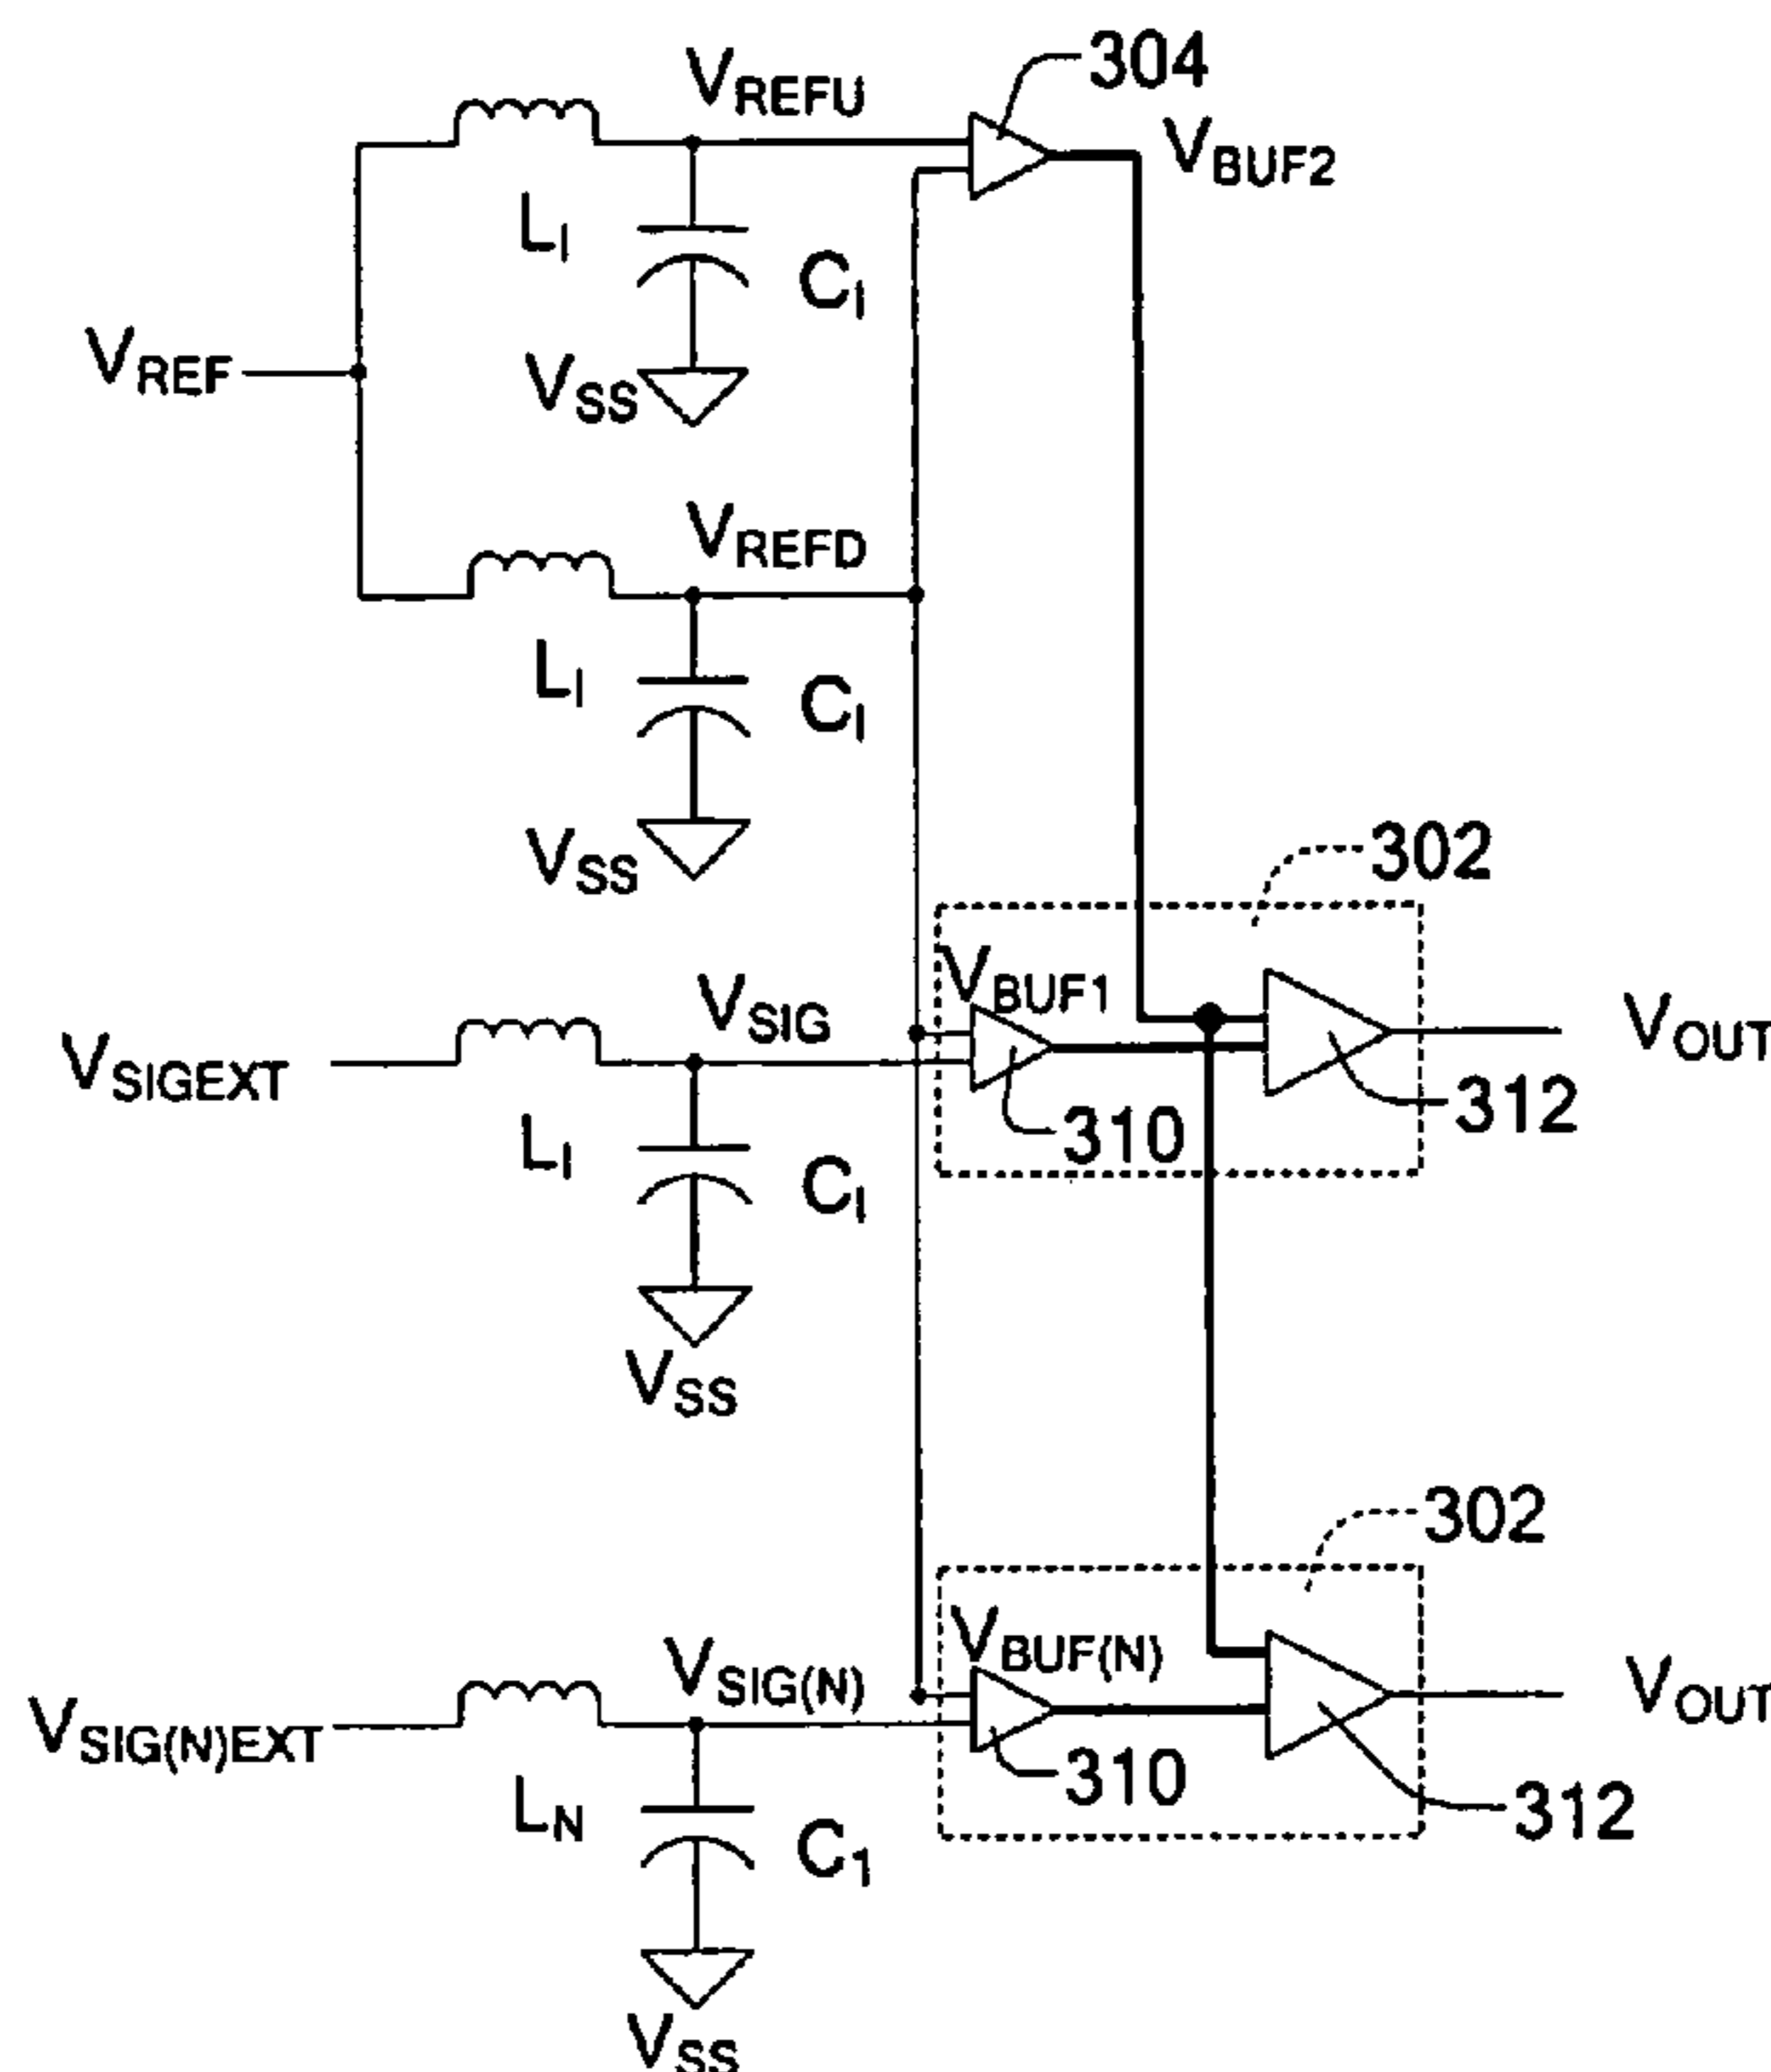 304
VREFU
VBUF2
LI
CI
VREF
VSS
VREFD
LI
CI
VSS
302
VBUF1
VSIG
VOUT
VSIGEXT
312
310
LI
CI
VSS
302
VBUF(N)
VSIG(N)
VOUT
VSIG(N)EXT
310
LN
312
C1
VSS